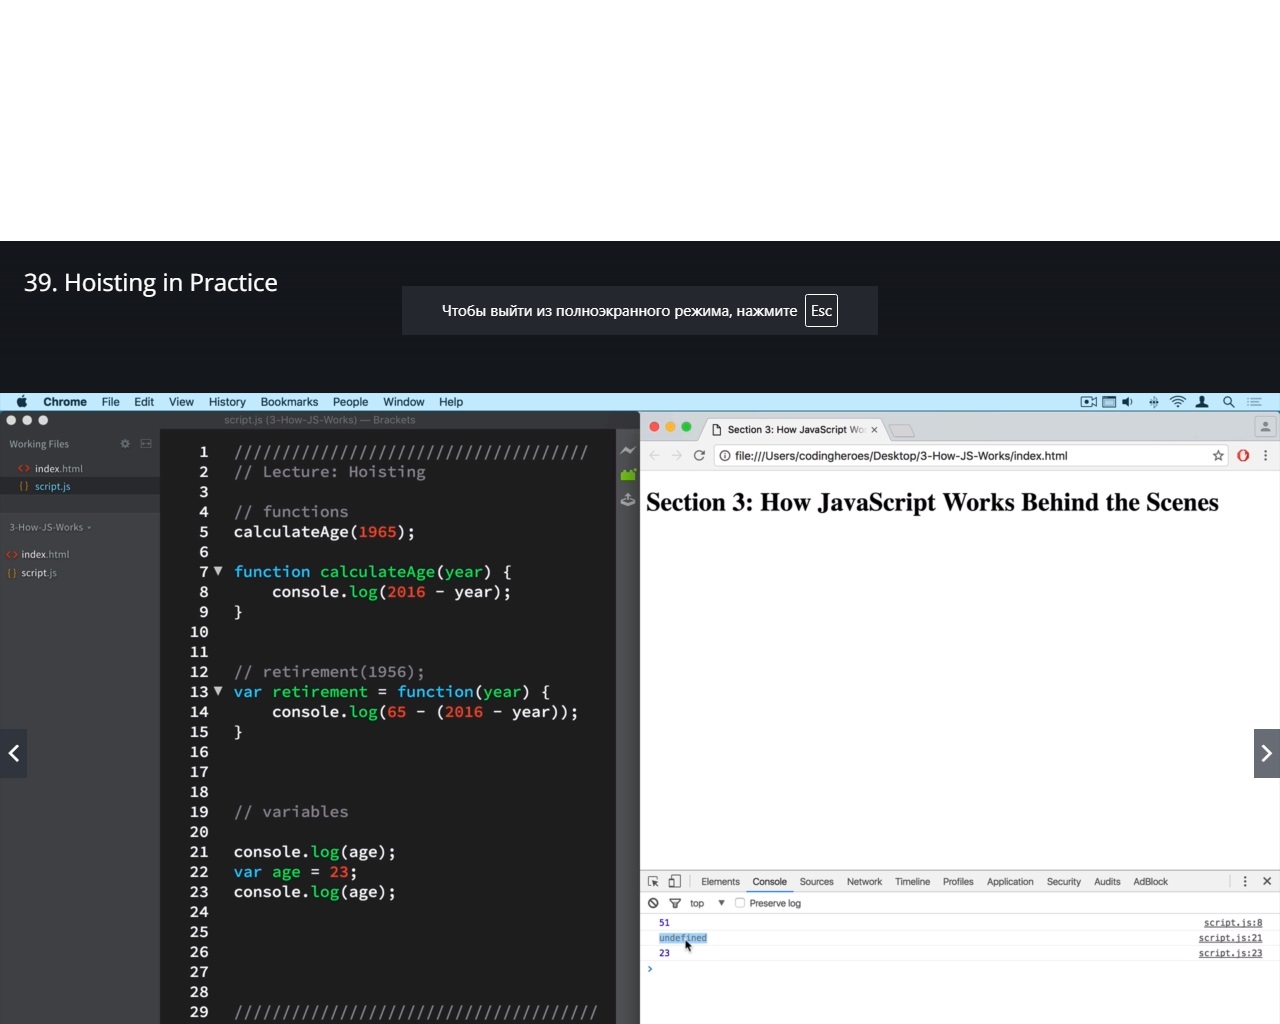 39. Hoisting in Practice
Чтобы выйти из полноэкранного режима, нажмите Esc
Chrome File Edit View History Bookmarks People Window Help
script.js (3-How-JS-Works) — Brackets
Working Files
<> index.html
{} script.js
3-How-JS-Works
<> index.html
{} script.js
1 /////////////////////////////////////
2 // Lecture: Hoisting
3
4 // functions
5 calculateAge(1965);
6
7 function calculateAge(year) {
8 console.log(2016 - year);
9 }
10
11
12 // retirement(1956);
13 var retirement = function(year) {
14 console.log(65 - (2016 - year));
15 }
16
17
18
19 // variables
20
21 console.log(age);
22 var age = 23;
23 console.log(age);
24
25
26
27
28
29 //////////////////////////////////////
Section 3: How JavaScript Wo
file:///Users/codingheroes/Desktop/3-How-JS-Works/index.html
Section 3: How JavaScript Works Behind the Scenes
Elements Console Sources Network Timeline Profiles Application Security Audits AdBlock
top ▼ Preserve log
51 script.js:8
undefined script.js:21
23 script.js:23
>